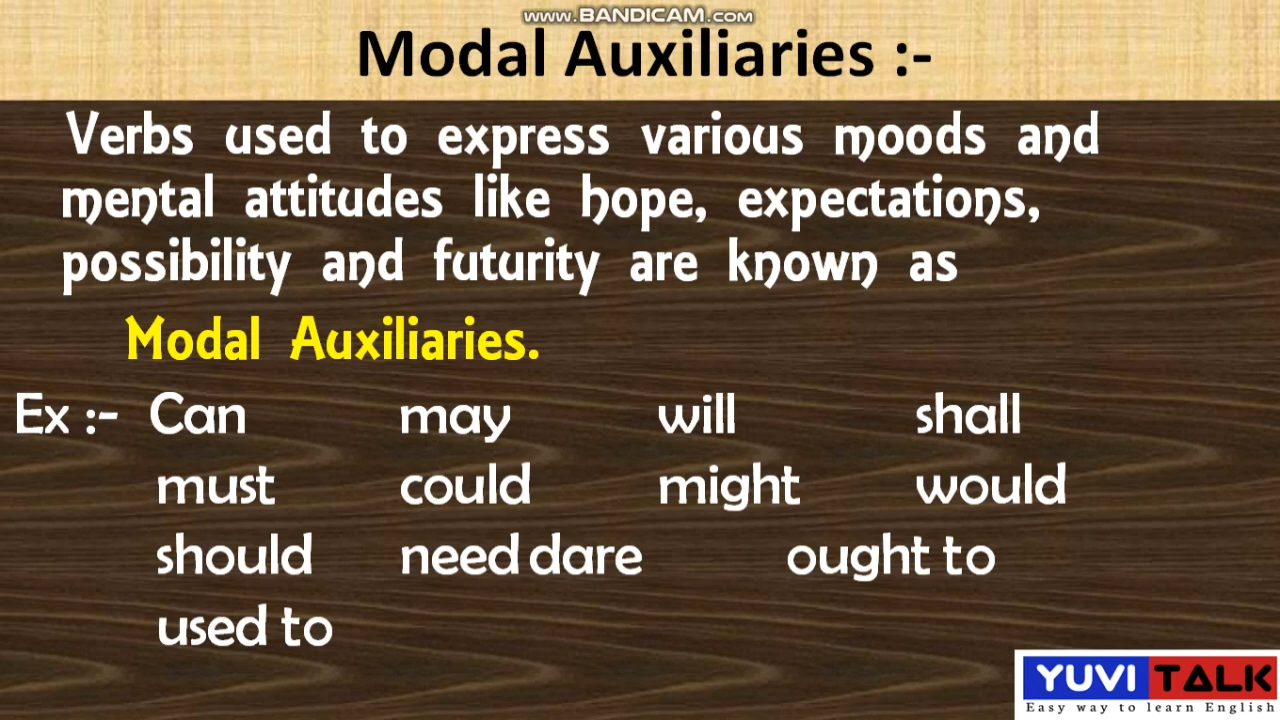 www.BANDICAM.com
Modal Auxiliaries :-
Verbs used to express various moods and
mental attitudes like hope, expectations,
possibility and futurity are known as
Modal Auxiliaries.
Ex :- Can may will shall
must could might would
should need dare ought to
used to
YUVI TALK
Easy way to learn English